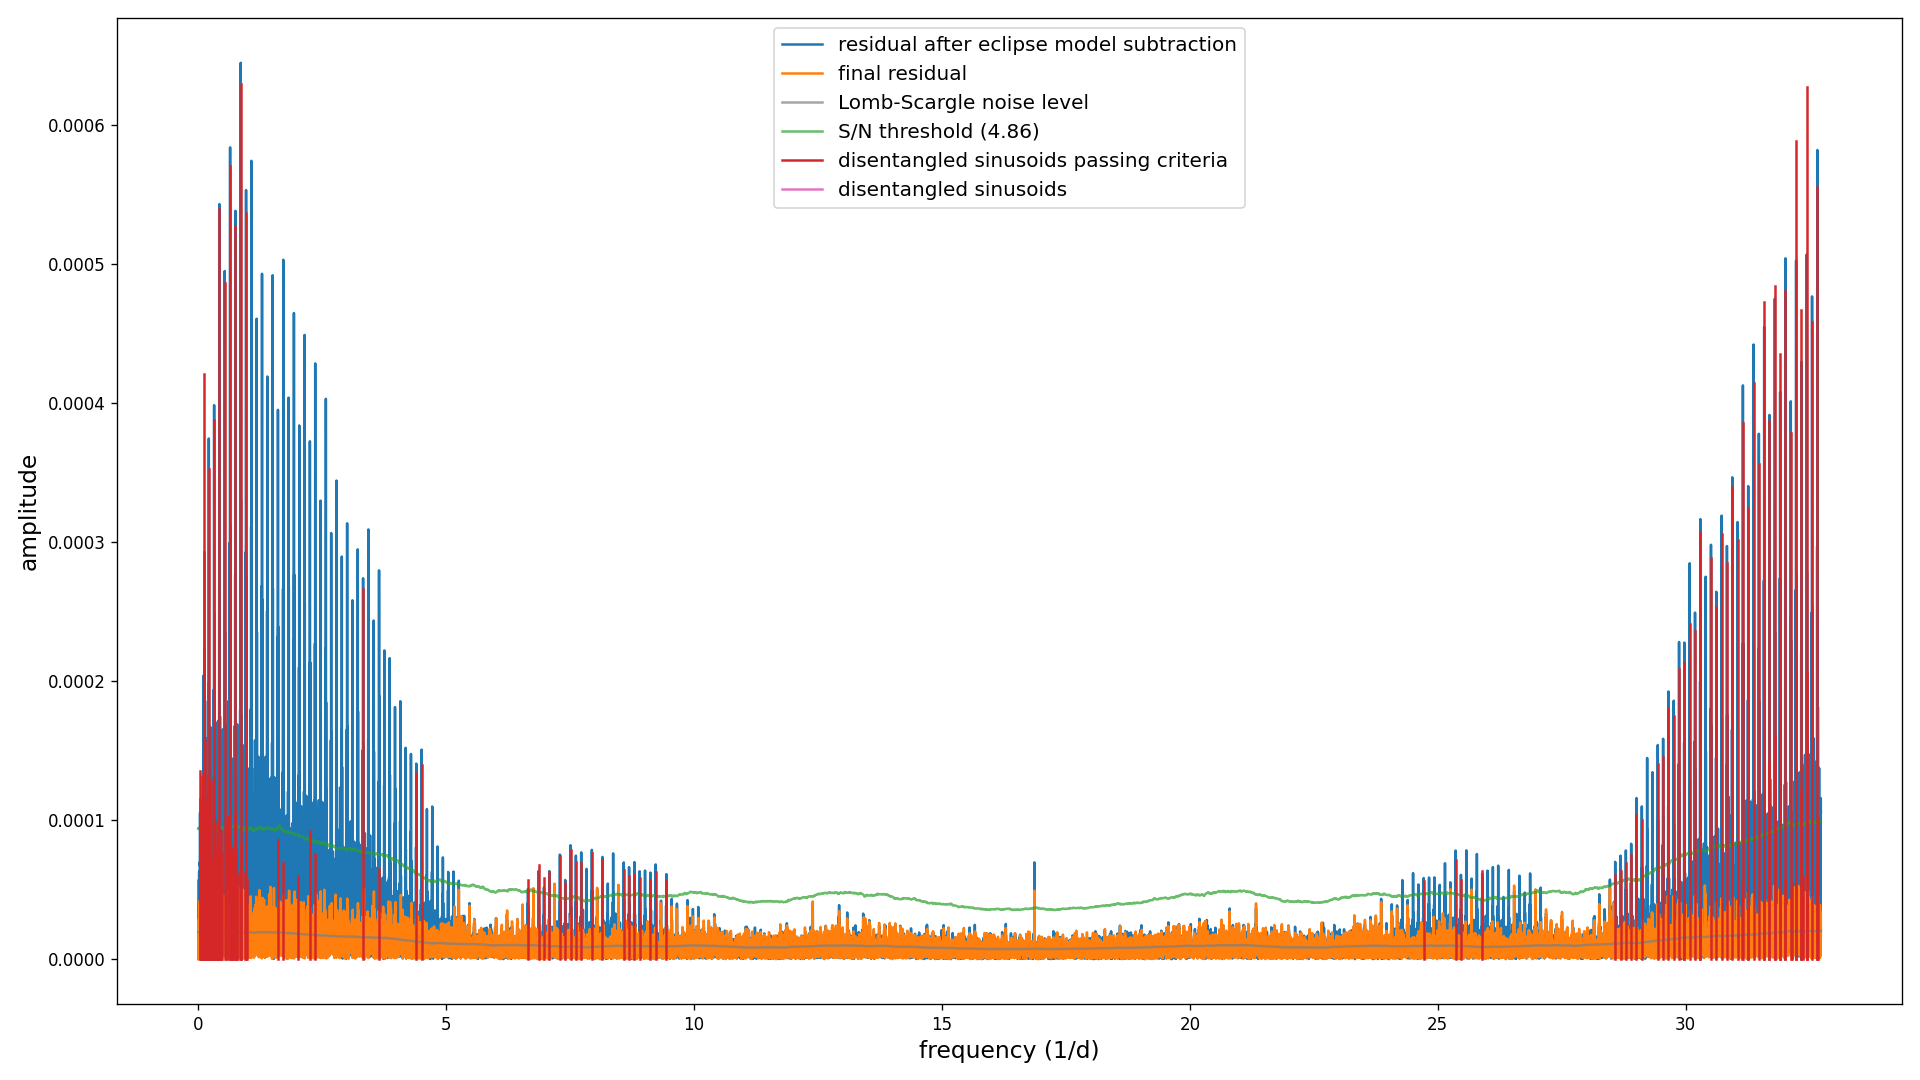 residual after eclipse model subtraction
final residual
Lomb-Scargle noise level
S/N threshold (4.86)
disentangled sinusoids passing criteria
disentangled sinusoids
0.0006
0.0005
0.0004
0.0003
0.0002
0.0001
0.0000
amplitude
0 5 10 15 20 25 30
frequency (1/d)